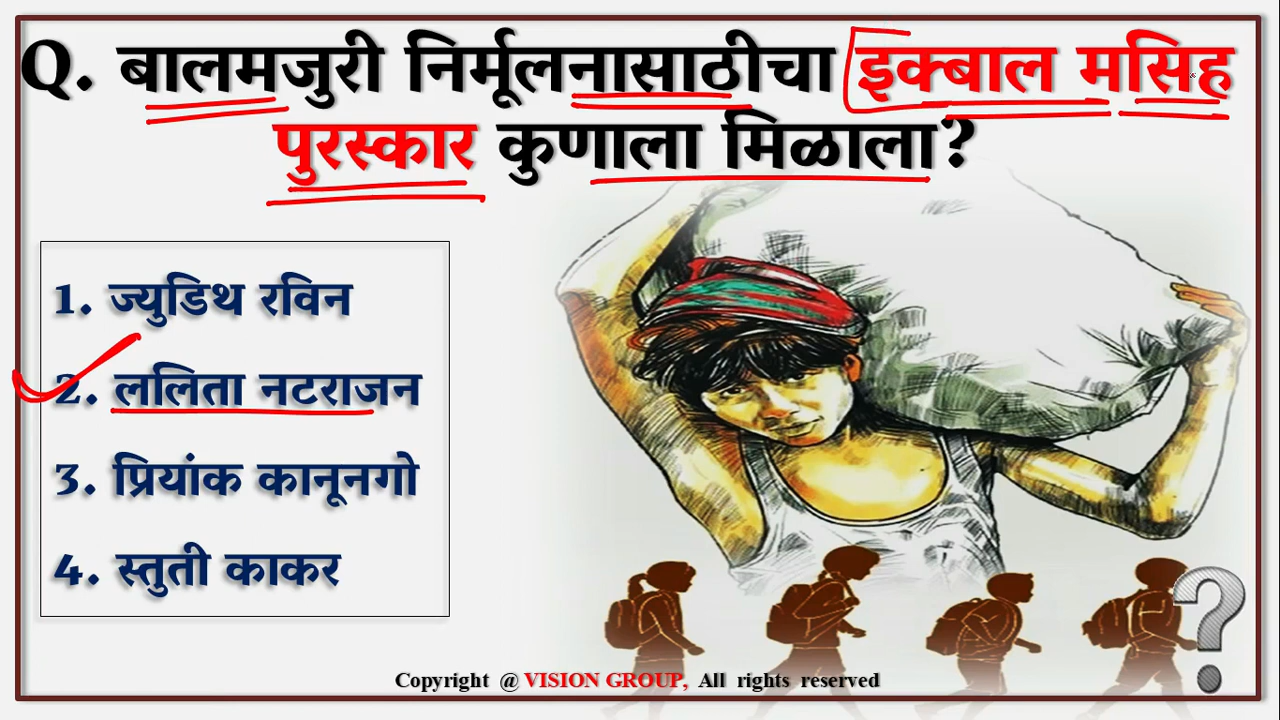 Q. बालमजुरी निर्मूलनासाठीचा इक्बाल मसिह
पुरस्कार कुणाला मिळाला?
1. ज्युडिथ रविन
2. ललिता नटराजन
3. प्रियांक कानूनगो
4. स्तुती काकर
Copyright @ VISION GROUP, All rights reserved